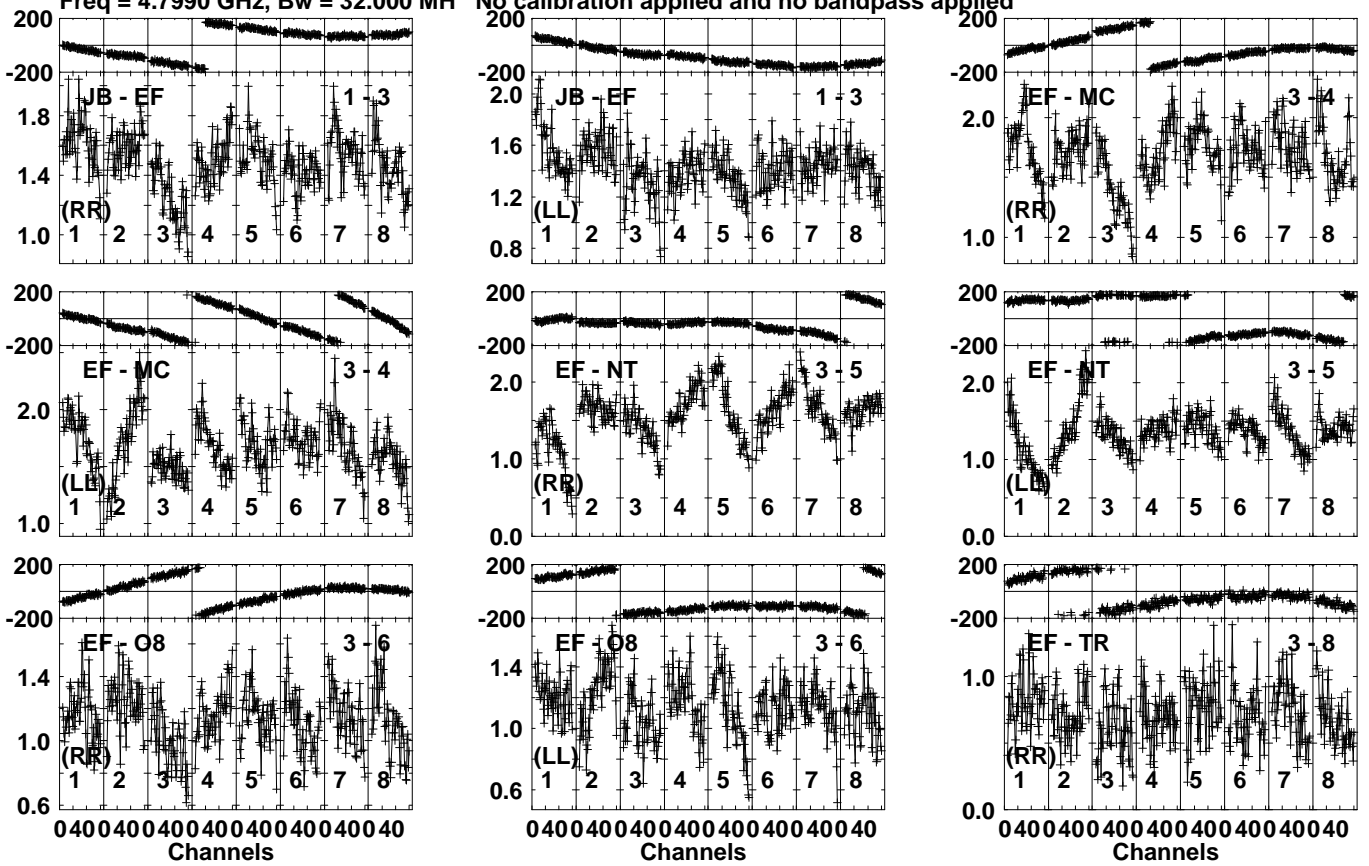 Freq = 4.7990 GHz, Bw = 32.000 MH No calibration applied and no bandpass applied
200 200 200
-200 -200 -200
JB - EF 1 - 3 JB - EF 1 - 3 EF - MC 3 - 4
1.8 2.0 2.0
1.4 1.6
1.2
(RR) (LL) (RR)
1.0 0.8 1.0
1 2 3 4 5 6 7 8 1 2 3 4 5 6 7 8 1 2 3 4 5 6 7 8
200 200 200
-200 -200 -200
EF - MC 3 - 4 EF - NT 3 - 5 EF - NT 3 - 5
2.0 2.0 2.0
1.0 1.0
(LL) (RR) (LL)
1 2 3 4 5 6 7 8 1 2 3 4 5 6 7 8 1 2 3 4 5 6 7 8
1.0 0.0 0.0
200 200 200
-200 -200 -200
EF - O8 3 - 6 EF - O8 3 - 6 EF - TR 3 - 8
1.4 1.4 1.0
1.0 1.0
(RR) (LL) (RR)
1 2 3 4 5 6 7 8 1 2 3 4 5 6 7 8 1 2 3 4 5 6 7 8
0.6 0.6 0.0
0 40 0 40 0 40 0 40 0 40 0 40 0 40 0 40 0 40 0 40 0 40 0 40 0 40 0 40 0 40 0 40 0 40 0 40 0 40 0 40 0 40 0 40 0 40 0 40
Channels Channels Channels